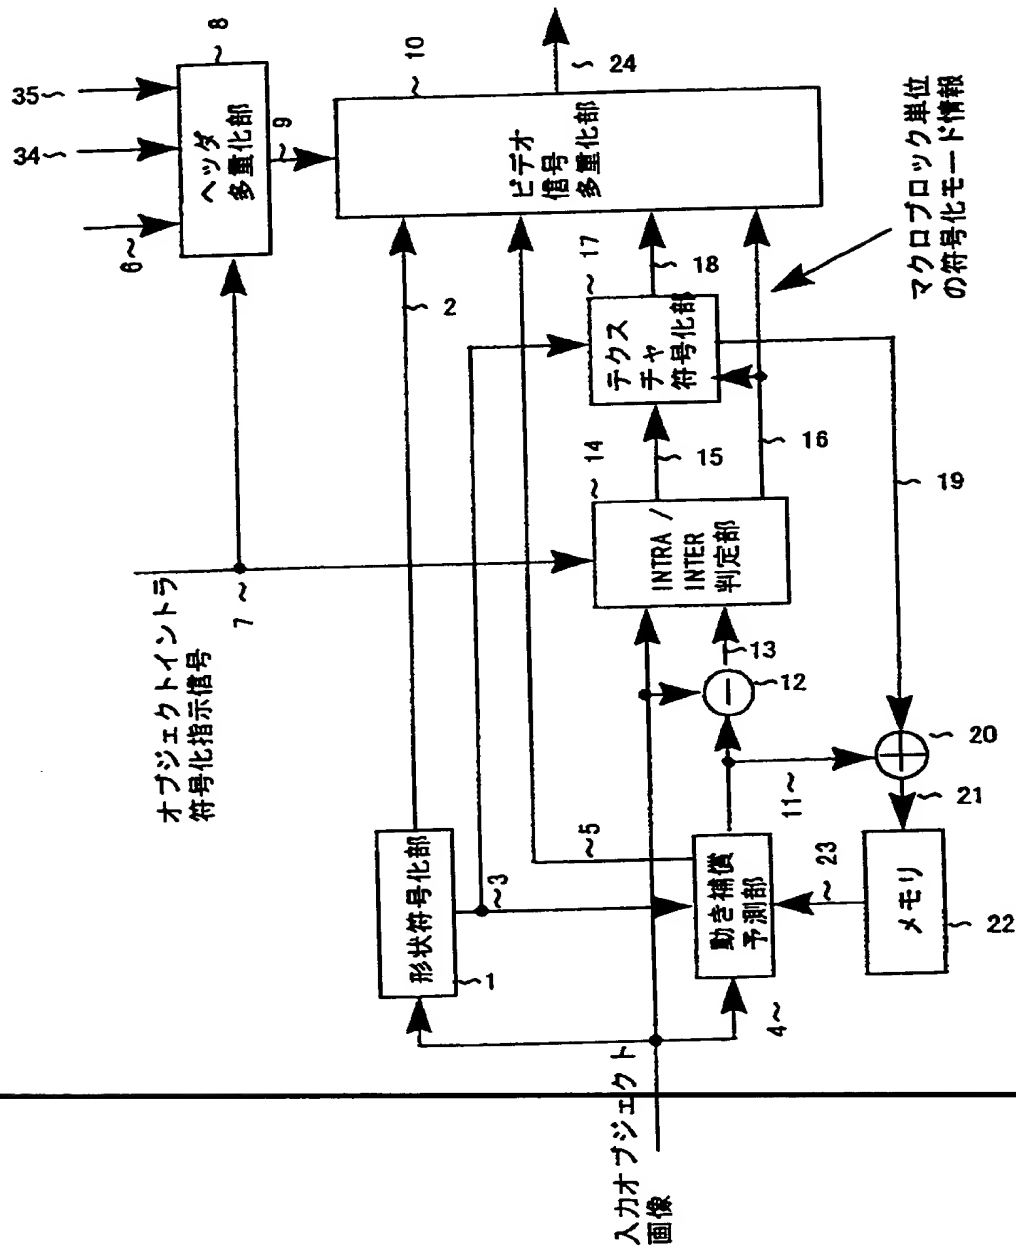 35
34
6
8
ヘッダ
多重化部
9
10
24
ビデオ
信号
多重化部
マクロブロック単位
の符号化モード情報
2
17
18
テクス
チャ
符号化部
14
15
16
19
INTRA /
INTER
判定部
オブジェクトイントラ
符号化指示信号
7
13
12
20
11
21
形状符号化部
1
3
5
動き補償
予測部
4
23
メモリ
22
入力オブジェクト
画像